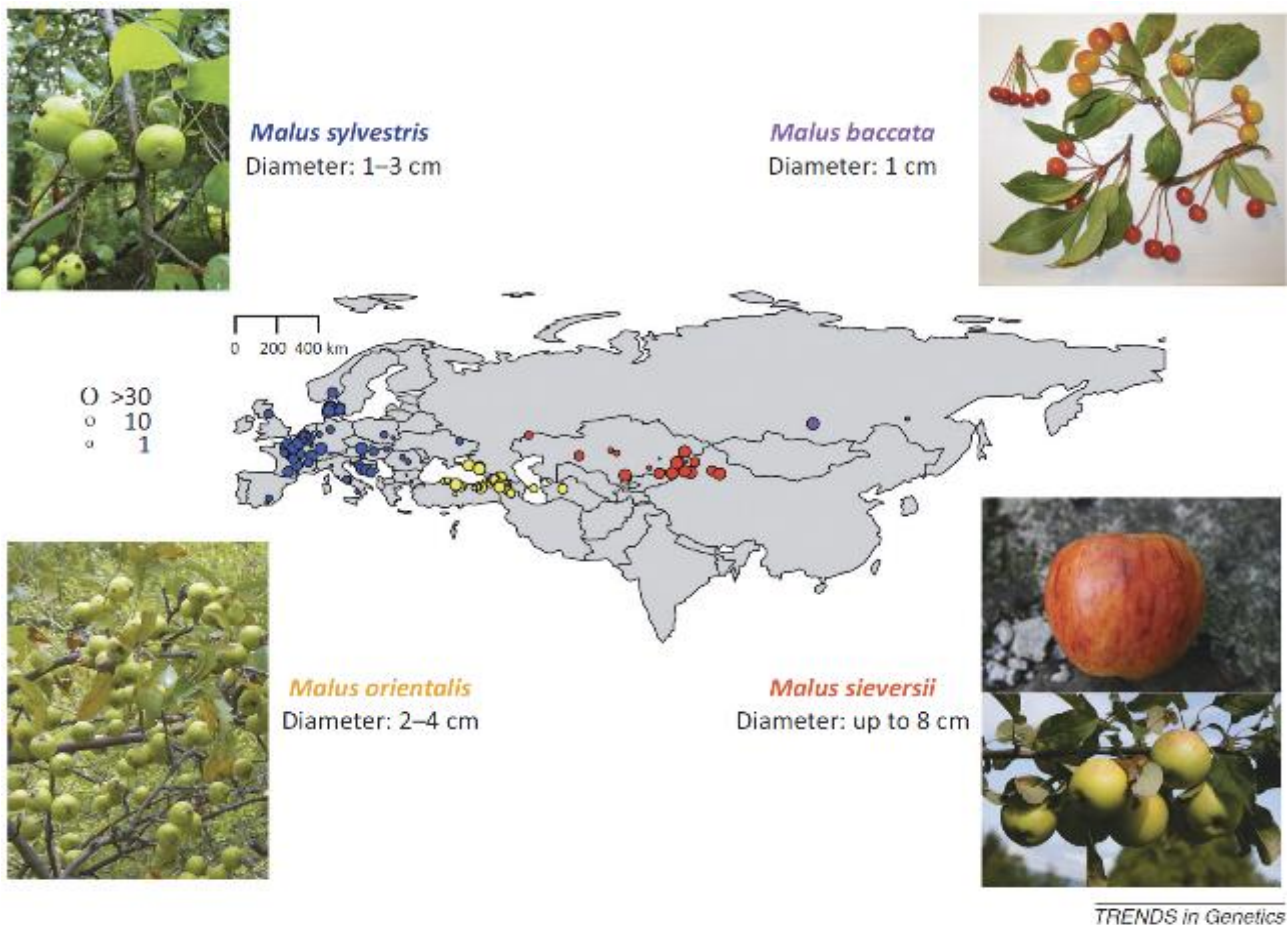 Malus sylvestris
Diameter: 1–3 cm
Malus baccata
Diameter: 1 cm
0 200 400 km
>30
10
1
Malus orientalis
Diameter: 2–4 cm
Malus sieversii
Diameter: up to 8 cm
TRENDS in Genetics